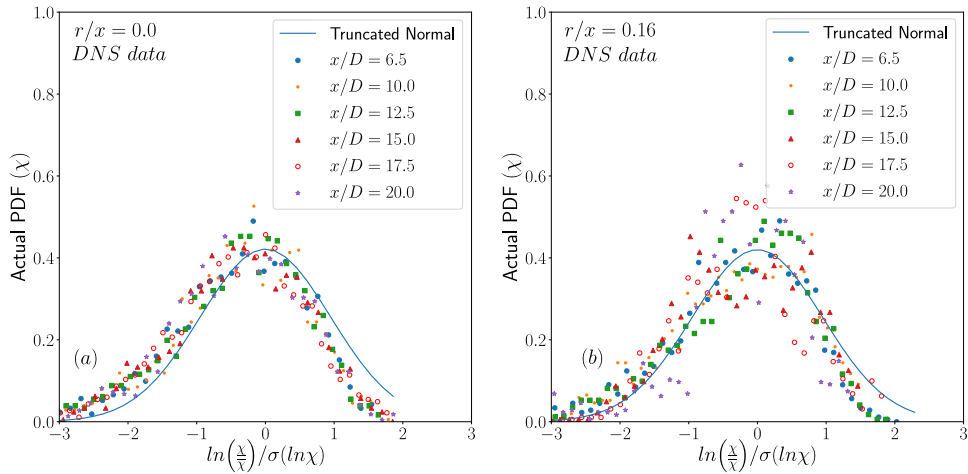 r/x = 0.0
DNS data
Truncated Normal
x/D = 6.5
x/D = 10.0
x/D = 12.5
x/D = 15.0
x/D = 17.5
x/D = 20.0
Actual PDF (χ)
1.0
0.8
0.6
0.4
0.2
0.0
(a)
−3 −2 −1 0 1 2 3
ln(χ/χ̅)/σ(lnχ)
r/x = 0.16
DNS data
Truncated Normal
x/D = 6.5
x/D = 10.0
x/D = 12.5
x/D = 15.0
x/D = 17.5
x/D = 20.0
Actual PDF (χ)
1.0
0.8
0.6
0.4
0.2
0.0
(b)
−3 −2 −1 0 1 2 3
ln(χ/χ̅)/σ(lnχ)